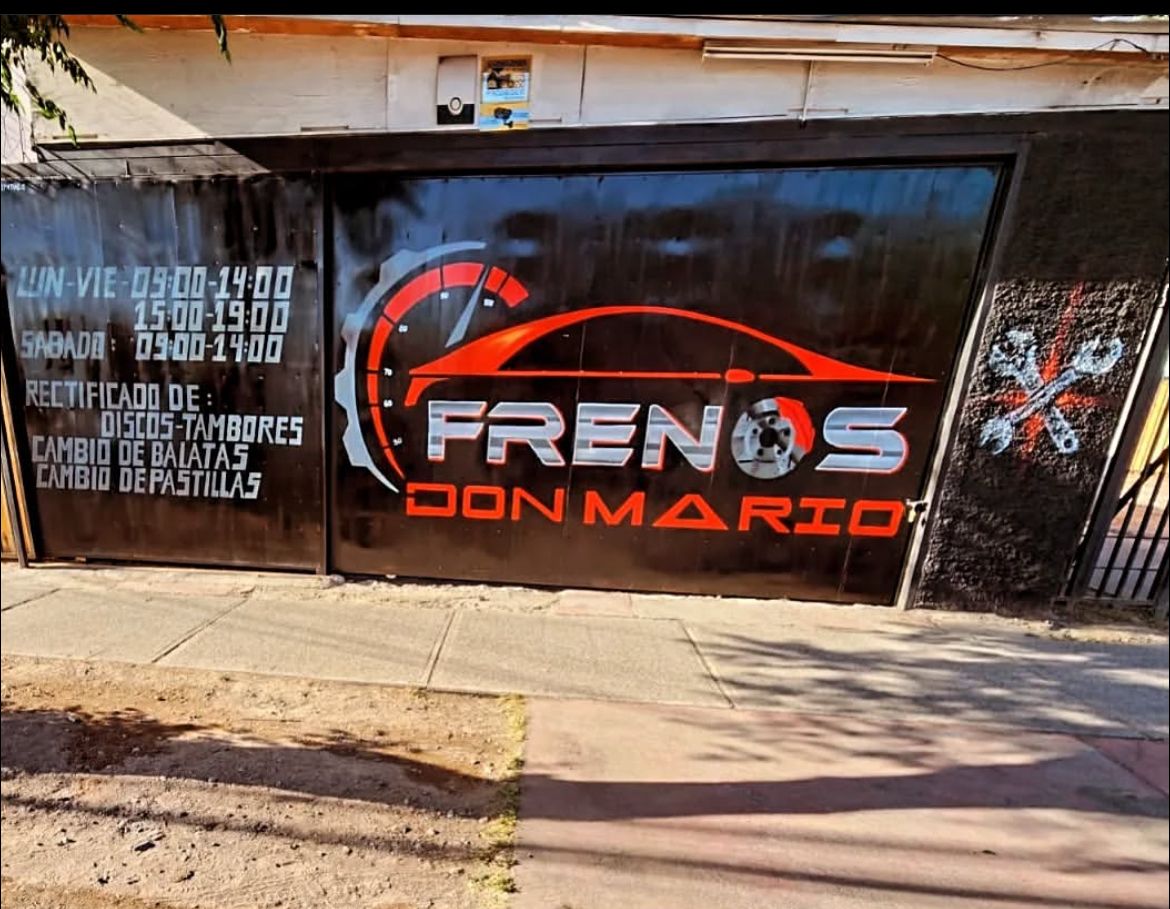 LUN-VIE-09:00-14:00
15:00-19:00
SABADO: 09:00-14:00
RECTIFICADO DE:
DISCOS-TAMBORES
CAMBIO DE BALATAS
CAMBIO DE PASTILLAS
FRENOS
DON MARIO